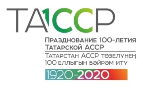 ТАССР
Празднование 100-летия
Татарской АССР
ТАТАРСТАН АССР ТӨЗЕЛҮНЕҢ
100 ЕЛЛЫГЫН БӘЙРӘМ ИТҮ
1920-2020